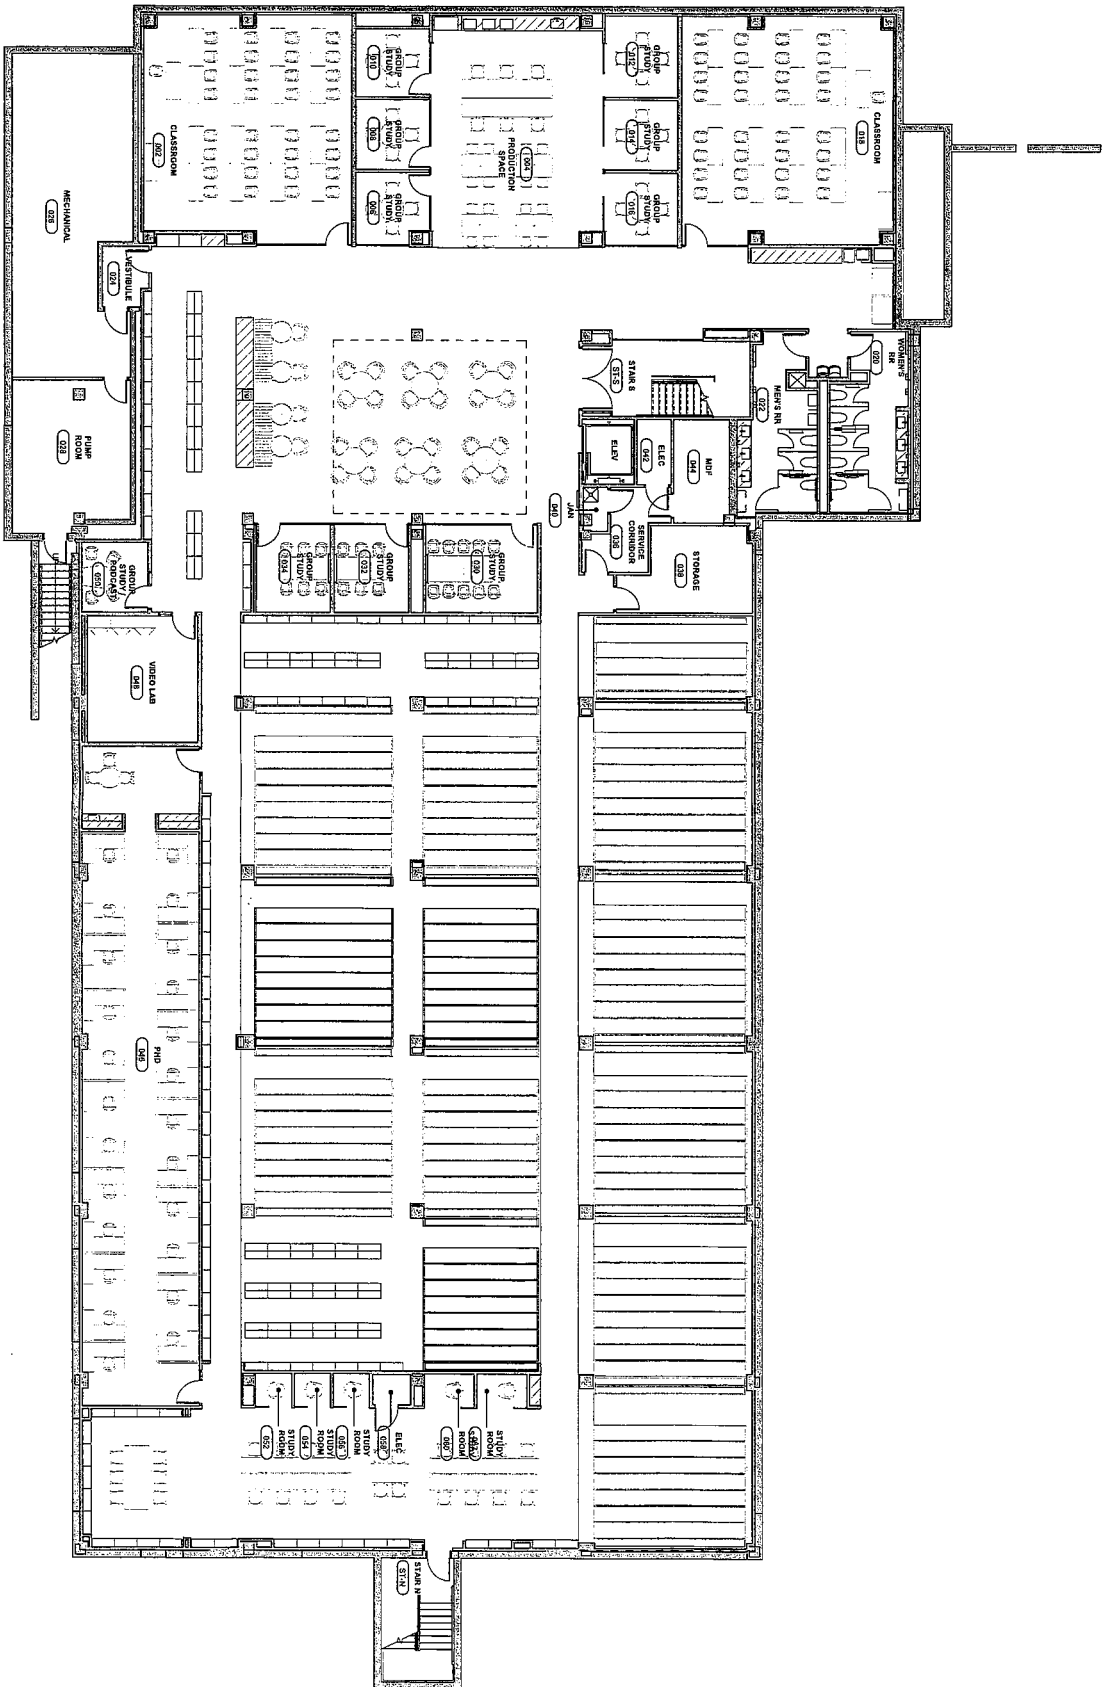 GROUP
STUDY
010
GROUP
STUDY
012
CLASSROOM
018
CLASSROOM
002
GROUP
STUDY
008
PRODUCTION
SPACE
004
GROUP
STUDY
014
GROUP
STUDY
006
GROUP
STUDY
016
MECHANICAL
026
VESTIBULE
024
WOMEN'S
RR
020
MEN'S RR
022
STAIR S
ST-S
PUMP
ROOM
028
ELEV
ELEC
042
MDF
044
JAN
040
SERVICE
CORRIDOR
036
STORAGE
038
GROUP
STUDY
034
GROUP
STUDY
032
GROUP
STUDY
030
GROUP
STUDY/
PODCAST
050
VIDEO LAB
048
PHD
046
STUDY
ROOM
052
STUDY
ROOM
054
STUDY
ROOM
056
ELEC
058
ROOM
060
STUDY
ROOM
STAIR N
ST-N